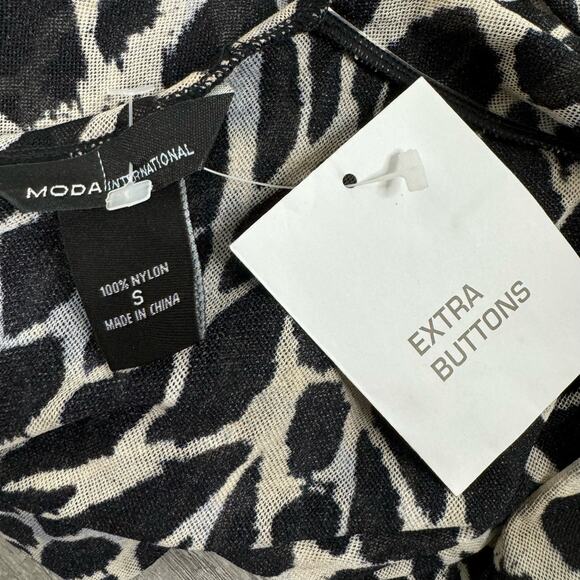 MODA INTERNATIONAL
100% NYLON
S
MADE IN CHINA
EXTRA
BUTTONS